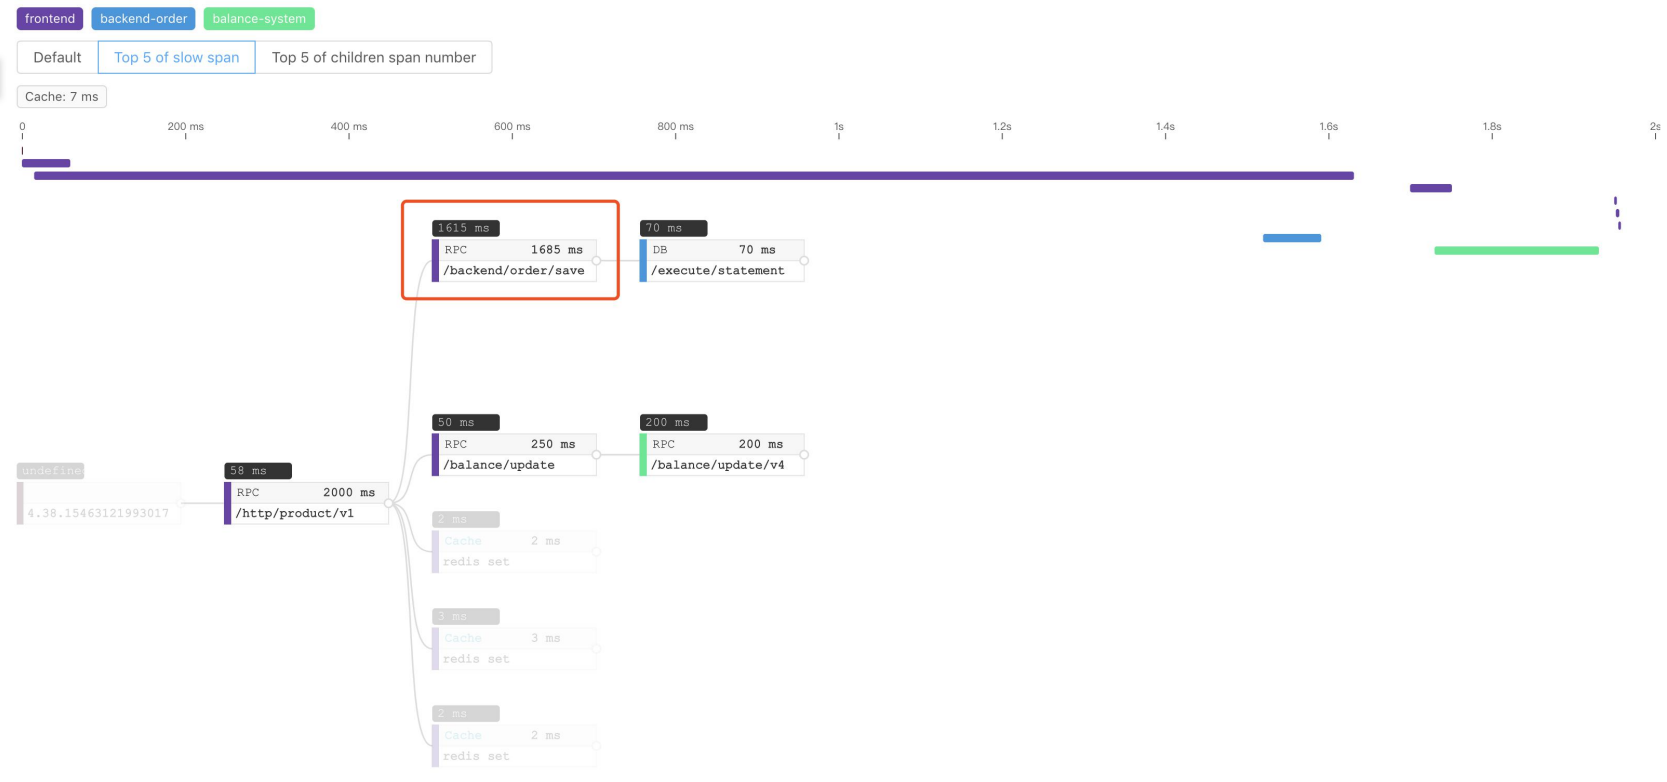 frontend backend-order balance-system
Default Top 5 of slow span Top 5 of children span number
Cache: 7 ms
0 200 ms 400 ms 600 ms 800 ms 1s 1.2s 1.4s 1.6s 1.8s 2s
1615 ms
RPC 1685 ms
/backend/order/save
70 ms
DB 70 ms
/execute/statement
50 ms
RPC 250 ms
/balance/update
200 ms
RPC 200 ms
/balance/update/v4
undefine
4.38.15463121993017
58 ms
RPC 2000 ms
/http/product/v1
2 ms
Cache 2 ms
redis set
3 ms
Cache 3 ms
redis set
2 ms
Cache 2 ms
redis set